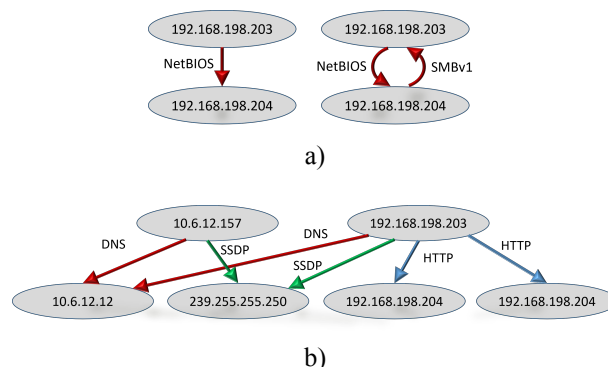 192.168.198.203 192.168.198.203
NetBIOS NetBIOS SMBv1
192.168.198.204 192.168.198.204
a)
10.6.12.157 192.168.198.203
DNS SSDP DNS SSDP HTTP HTTP
10.6.12.12 239.255.255.250 192.168.198.204 192.168.198.204
b)